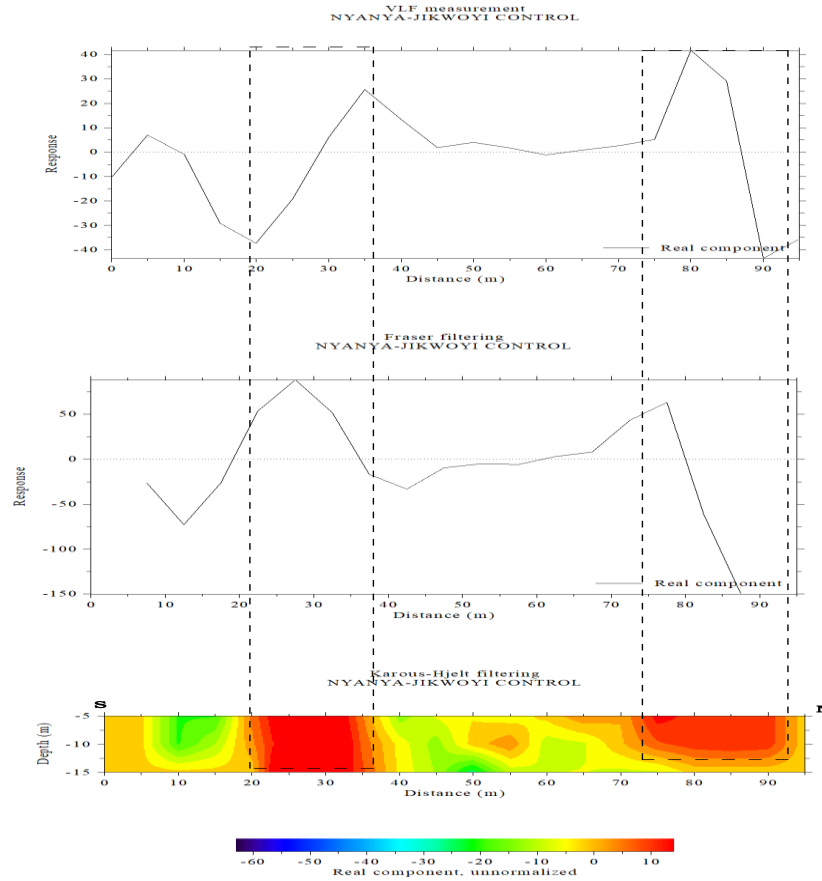 VLF measurement
NYANYA-JIKWOYI CONTROL
40
30
20
10
0
-10
-20
-30
-40
Response
Real component
0 10 20 30 40 50 60 70 80 90
Distance (m)
Fraser filtering
NYANYA-JIKWOYI CONTROL
50
0
-50
-100
-150
Response
Real component
0 10 20 30 40 50 60 70 80 90
Distance (m)
Karous-Hjelt filtering
NYANYA-JIKWOYI CONTROL
S
-5
-10
-15
Depth (m)
0 10 20 30 40 50 60 70 80 90
Distance (m)
-60 -50 -40 -30 -20 -10 0 10
Real component, unnormalized